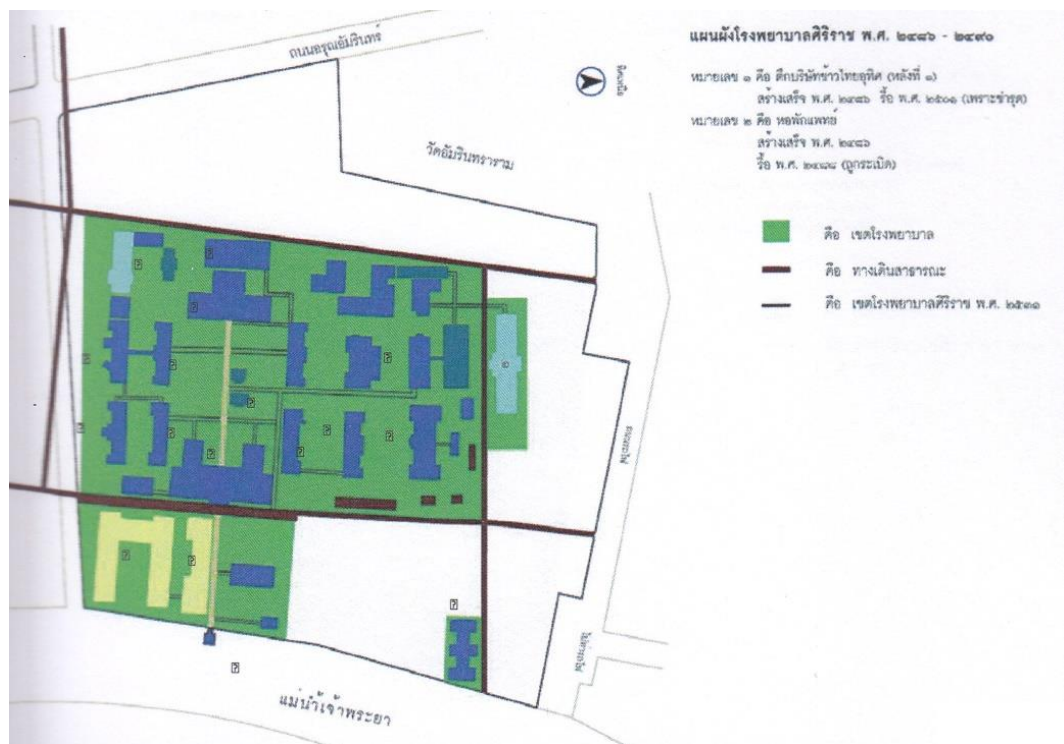 แผนผังโรงพยาบาลศิริราช พ.ศ. ๒๔๘๖ - ๒๔๙๐
หมายเลข ๑ คือ ตึกบริษัทข้าวไทยอุทิศ (หลังที่ ๑)
สร้างเสร็จ พ.ศ. ๒๔๘๖ รื้อ พ.ศ. ๒๕๐๑ (เพราะชำรุด)
หมายเลข ๒ คือ หอพักแพทย์
สร้างเสร็จ พ.ศ. ๒๔๘๖
รื้อ พ.ศ. ๒๔๘๘ (ถูกระเบิด)
คือ เขตโรงพยาบาล
คือ ทางเดินสาธารณะ
คือ เขตโรงพยาบาลศิริราช พ.ศ. ๒๕๓๑
ถนนอรุณอัมรินทร์
ทิศเหนือ
วัดอัมรินทราราม
แม่น้ำเจ้าพระยา